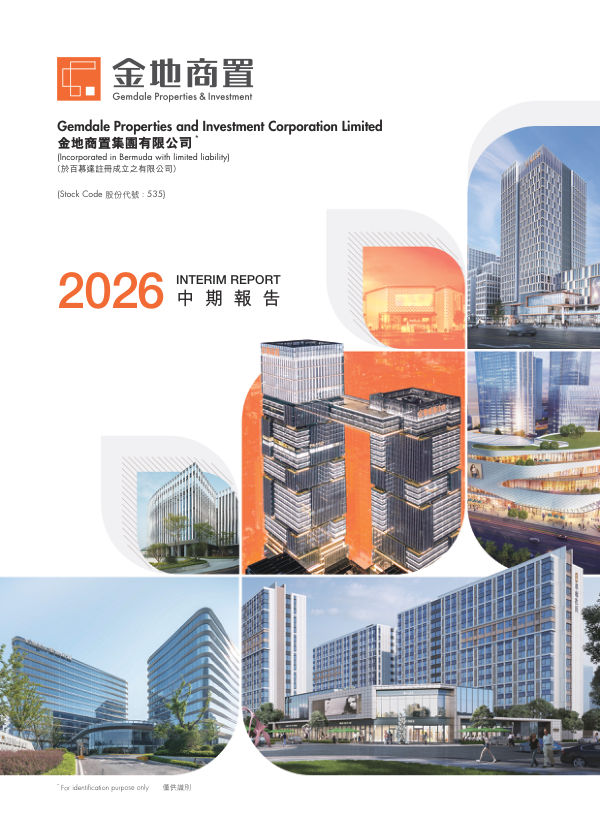 金地商置
Gemdale Properties & Investment
Gemdale Properties and Investment Corporation Limited
金地商置集團有限公司*
(Incorporated in Bermuda with limited liability)
(於百慕達註冊成立之有限公司)
(Stock Code 股份代號 : 535)
2026 INTERIM REPORT
中期報告
* For identification purpose only 僅供識別